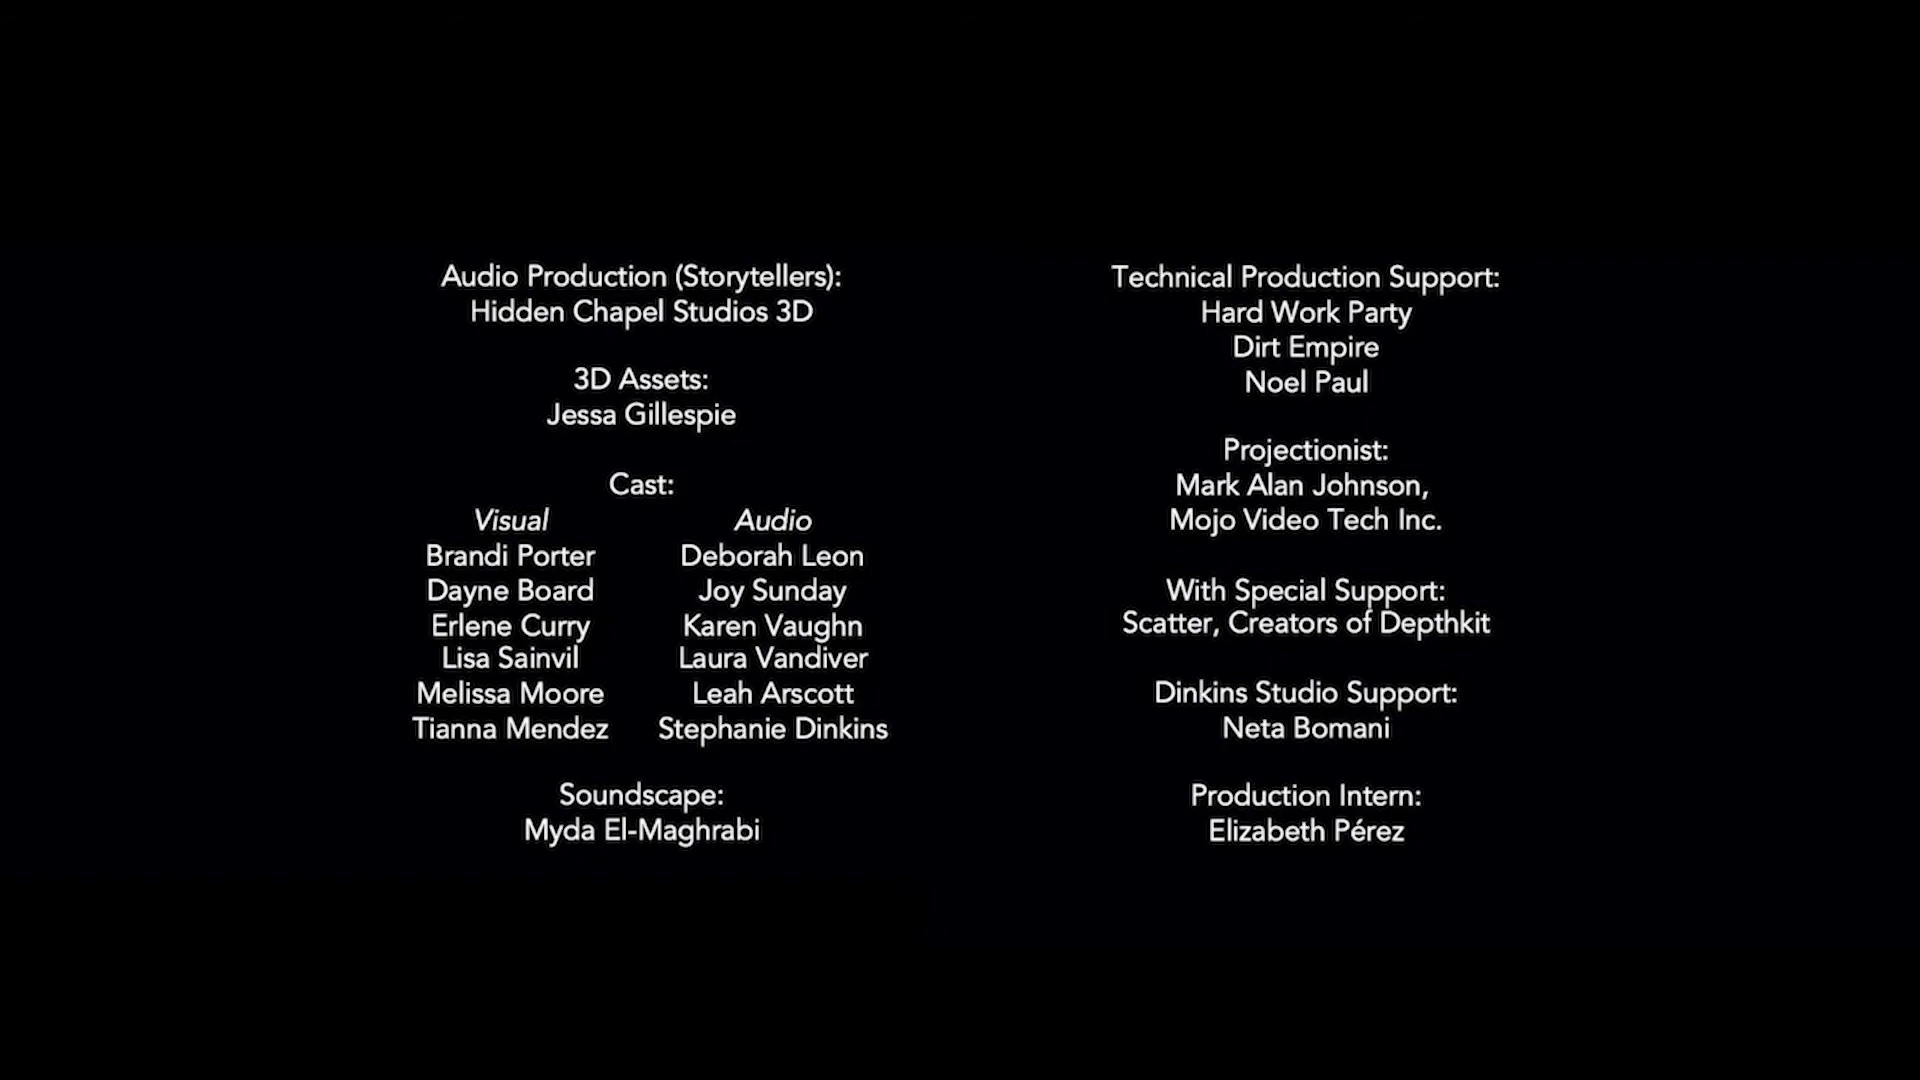 Audio Production (Storytellers):
Hidden Chapel Studios 3D
3D Assets:
Jessa Gillespie
Cast:
Visual
Brandi Porter
Dayne Board
Erlene Curry
Lisa Sainvil
Melissa Moore
Tianna Mendez
Audio
Deborah Leon
Joy Sunday
Karen Vaughn
Laura Vandiver
Leah Arscott
Stephanie Dinkins
Soundscape:
Myda El-Maghrabi
Technical Production Support:
Hard Work Party
Dirt Empire
Noel Paul
Projectionist:
Mark Alan Johnson,
Mojo Video Tech Inc.
With Special Support:
Scatter, Creators of Depthkit
Dinkins Studio Support:
Neta Bomani
Production Intern:
Elizabeth Pérez